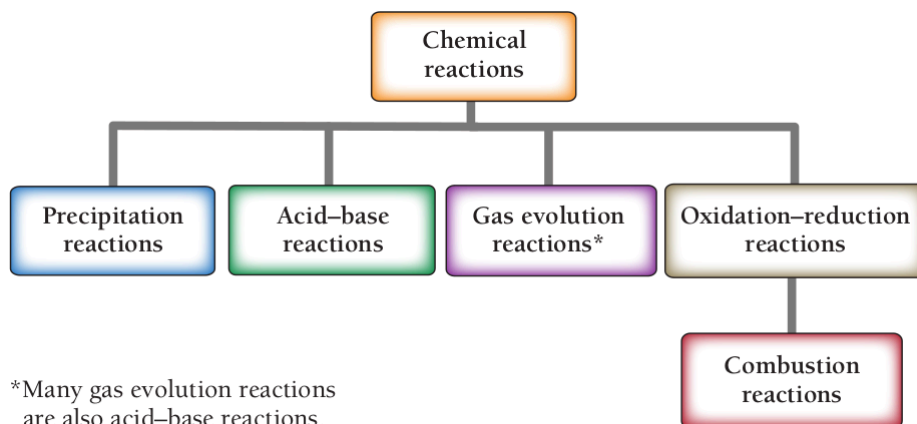 Chemical
reactions
Precipitation
reactions
Acid–base
reactions
Gas evolution
reactions*
Oxidation–reduction
reactions
Combustion
reactions
*Many gas evolution reactions
are also acid–base reactions